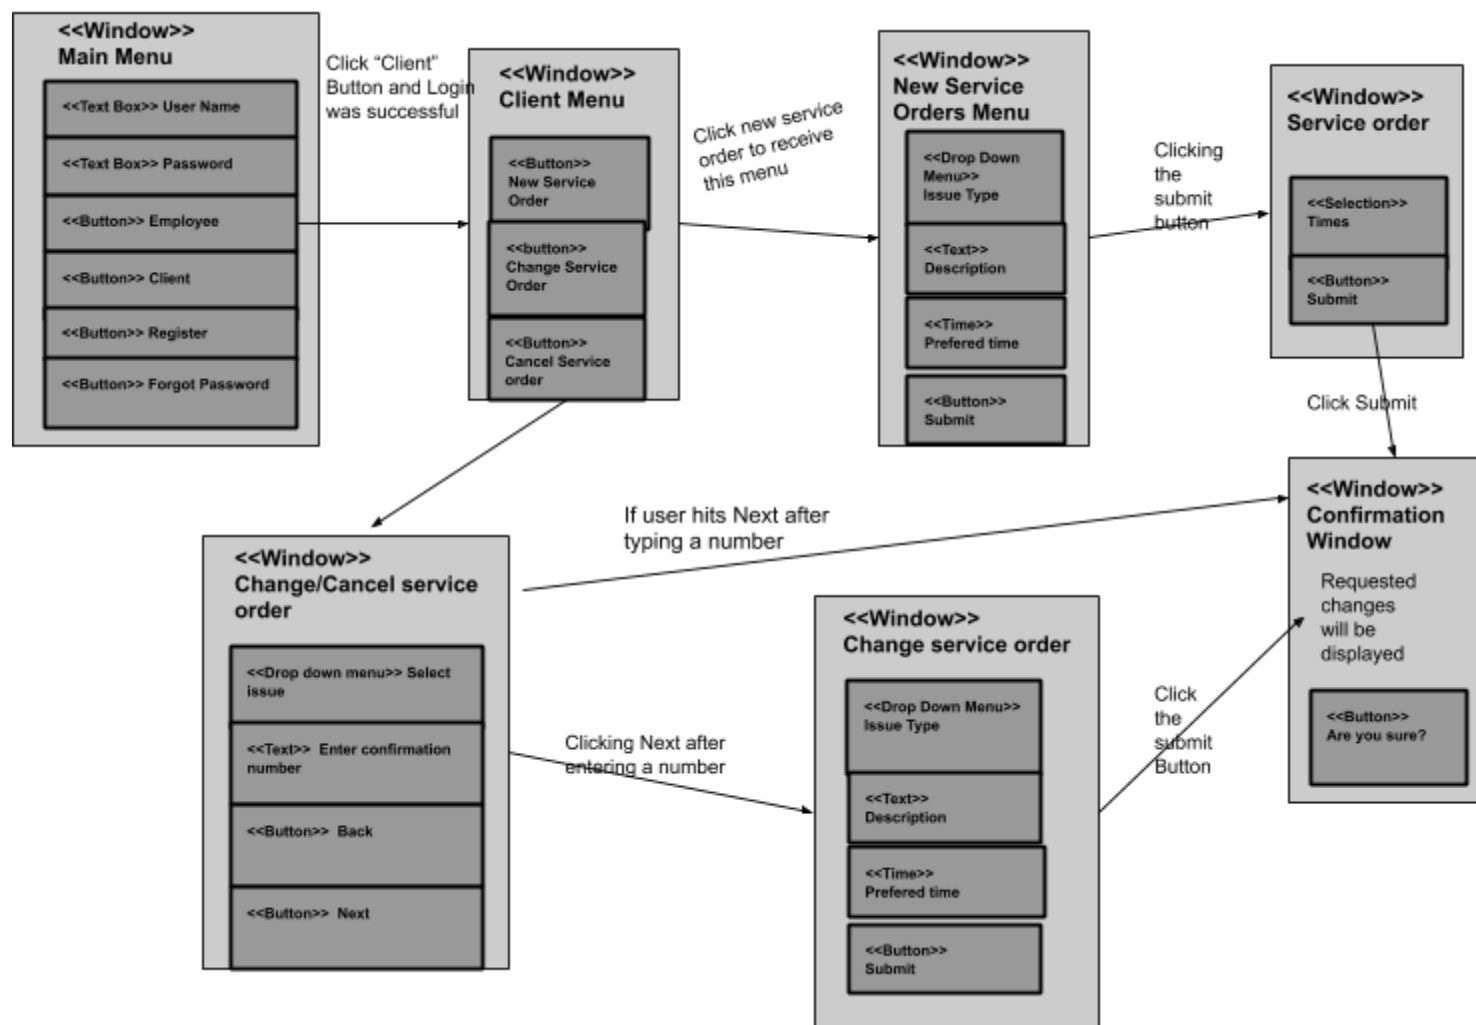 <<Window>>
Main Menu
<<Text Box>> User Name
<<Text Box>> Password
<<Button>> Employee
<<Button>> Client
<<Button>> Register
<<Button>> Forgot Password
Click “Client”
Button and Login
was successful
<<Window>>
Client Menu
<<Button>>
New Service
Order
<<button>>
Change Service
Order
<<Button>>
Cancel Service
order
Click new service
order to receive
this menu
<<Window>>
New Service
Orders Menu
<<Drop Down
Menu>>
Issue Type
<<Text>>
Description
<<Time>>
Prefered time
<<Button>>
Submit
Clicking
the
submit
button
<<Window>>
Service order
<<Selection>>
Times
<<Button>>
Submit
Click Submit
<<Window>>
Confirmation
Window
Requested
changes
will be
displayed
<<Button>>
Are you sure?
<<Window>>
Change/Cancel service
order
<<Drop down menu>> Select
issue
<<Text>> Enter confirmation
number
<<Button>> Back
<<Button>> Next
If user hits Next after
typing a number
Clicking Next after
entering a number
<<Window>>
Change service order
<<Drop Down Menu>>
Issue Type
<<Text>>
Description
<<Time>>
Prefered time
<<Button>>
Submit
Click
the
submit
Button